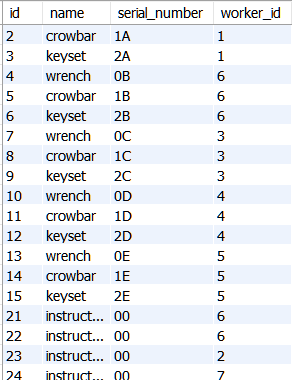 id name serial_number worker_id
2 crowbar 1A 1
3 keyset 2A 1
4 wrench 0B 6
5 crowbar 1B 6
6 keyset 2B 6
7 wrench 0C 3
8 crowbar 1C 3
9 keyset 2C 3
10 wrench 0D 4
11 crowbar 1D 4
12 keyset 2D 4
13 wrench 0E 5
14 crowbar 1E 5
15 keyset 2E 5
21 instruct... 00 6
22 instruct... 00 6
23 instruct... 00 2
24 instruct... 00 7